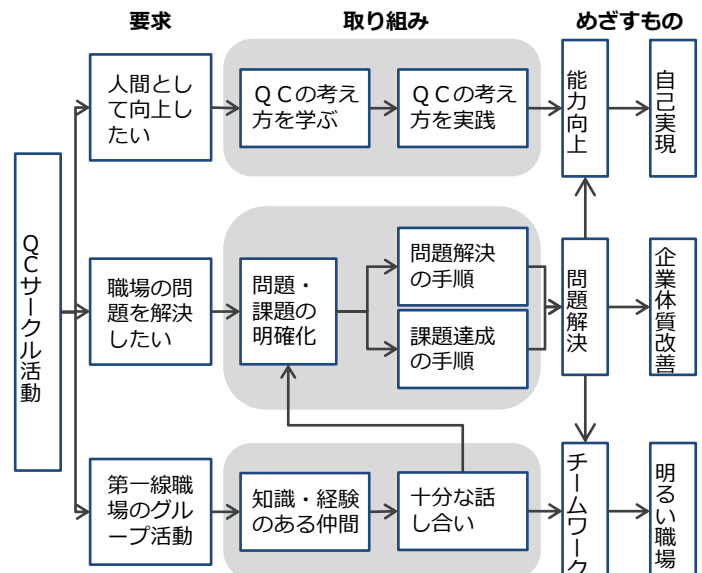 要求
取り組み
めざすもの
QCサークル活動
人間とし
て向上し
たい
ＱＣの考え
方を学ぶ
ＱＣの考え
方を実践
能力向上
自己実現
職場の問
題を解決
したい
問題・
課題の
明確化
問題解決
の手順
課題達成
の手順
問題解決
企業体質改善
第一線職
場のグル
ープ活動
知識・経験
のある仲間
十分な話
し合い
チームワーク
明るい職場